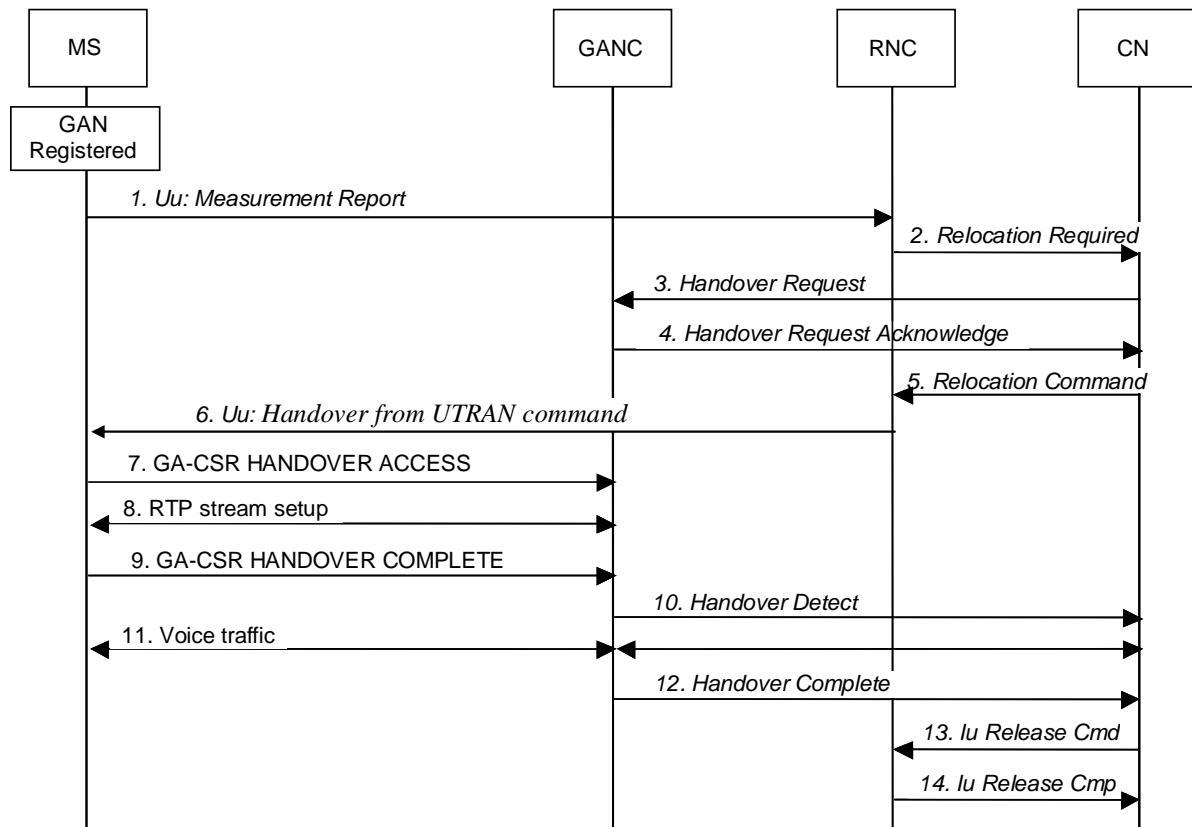 MS
GANC
RNC
CN
GAN
Registered
1. Uu: Measurement Report
2. Relocation Required
3. Handover Request
4. Handover Request Acknowledge
5. Relocation Command
6. Uu: Handover from UTRAN command
7. GA-CSR HANDOVER ACCESS
8. RTP stream setup
9. GA-CSR HANDOVER COMPLETE
10. Handover Detect
11. Voice traffic
12. Handover Complete
13. Iu Release Cmd
14. Iu Release Cmp